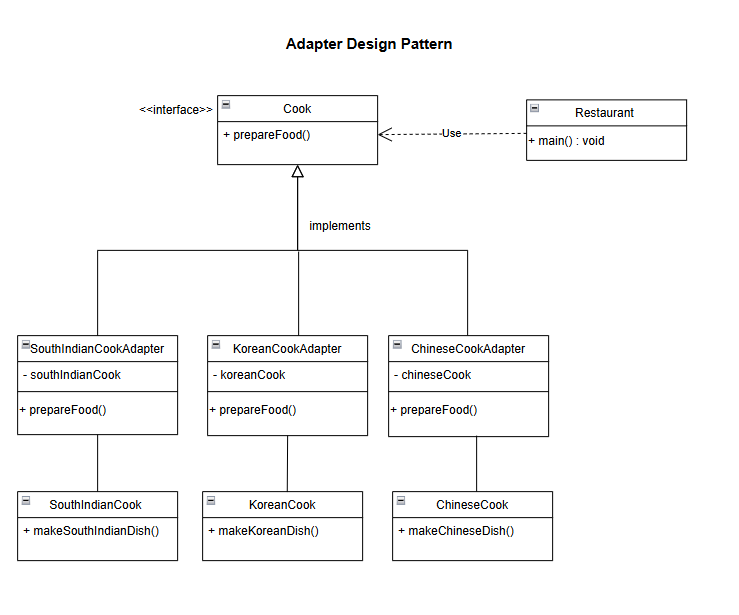 Adapter Design Pattern
<<interface>>
Cook
+ prepareFood()
Restaurant
+ main() : void
Use
implements
SouthIndianCookAdapter
- southIndianCook
+ prepareFood()
KoreanCookAdapter
- koreanCook
+ prepareFood()
ChineseCookAdapter
- chineseCook
+ prepareFood()
SouthIndianCook
+ makeSouthIndianDish()
KoreanCook
+ makeKoreanDish()
ChineseCook
+ makeChineseDish()